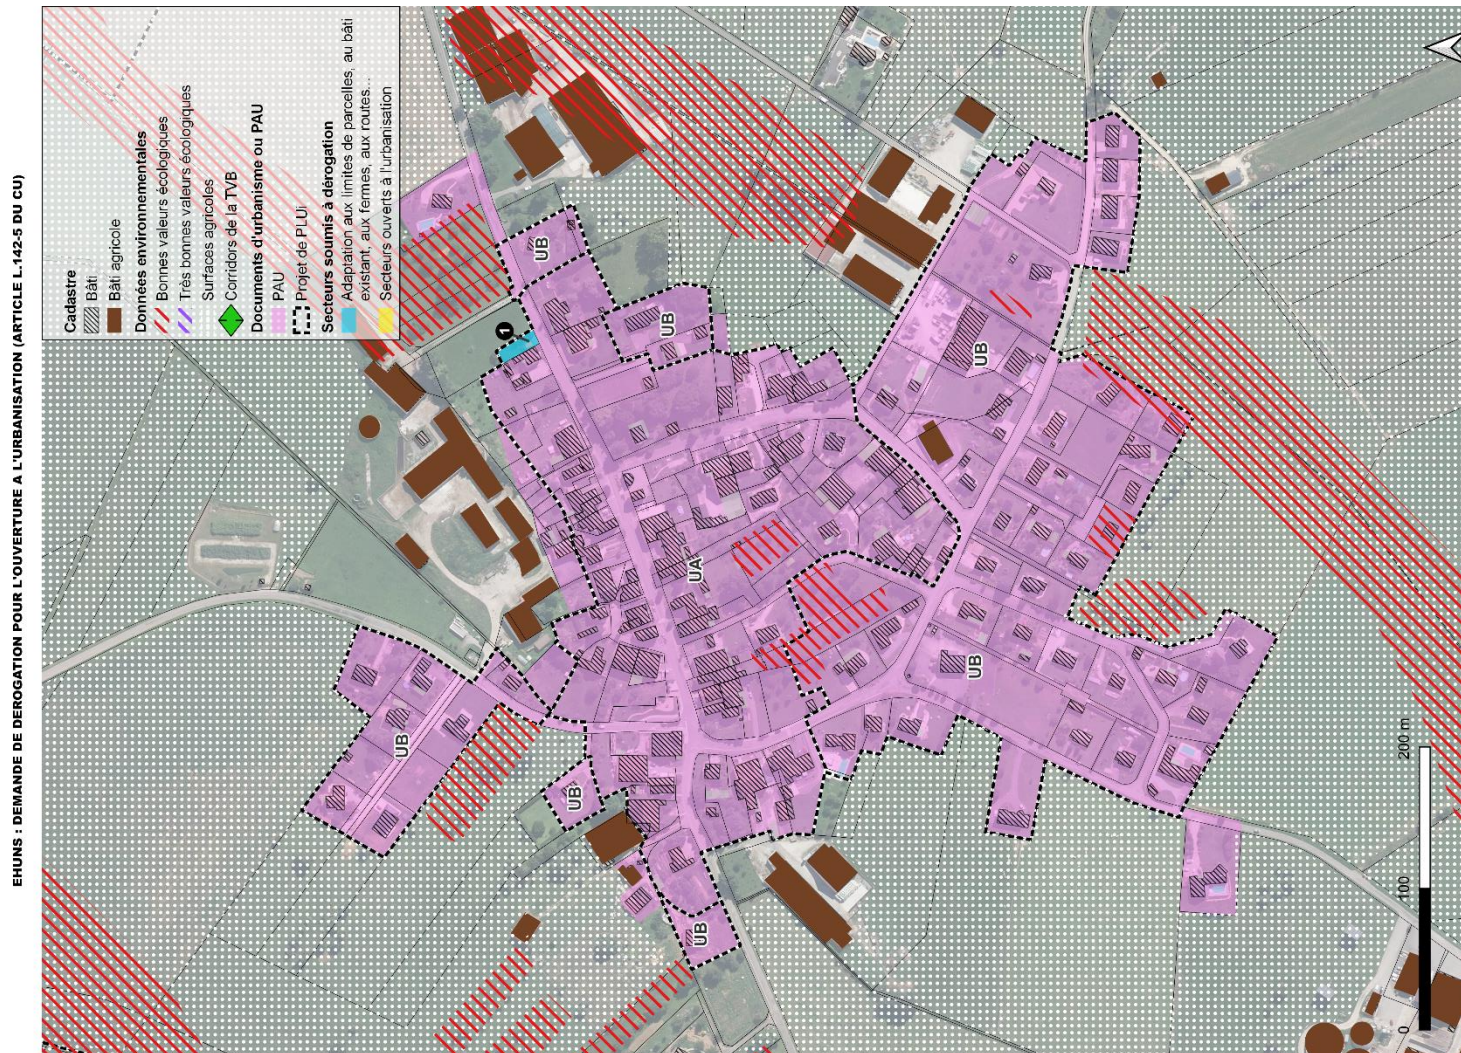 EHUNS : DEMANDE DE DEROGATION POUR L'OUVERTURE A L'URBANISATION (ARTICLE L.142-5 DU CU)
Cadastre
Bâti
Bâti agricole
Données environnementales
Bonnes valeurs écologiques
Très bonnes valeurs écologiques
Surfaces agricoles
Corridors de la TVB
Documents d'urbanisme ou PAU
PAU
Projet de PLUi
Secteurs soumis à dérogation
Adaptation aux limites de parcelles, au bâti
existant, aux fermes, aux routes...
Secteurs ouverts à l'urbanisation
1
UB
UB
UB
UA
UB
UB
UB
UB
0 100 200 m